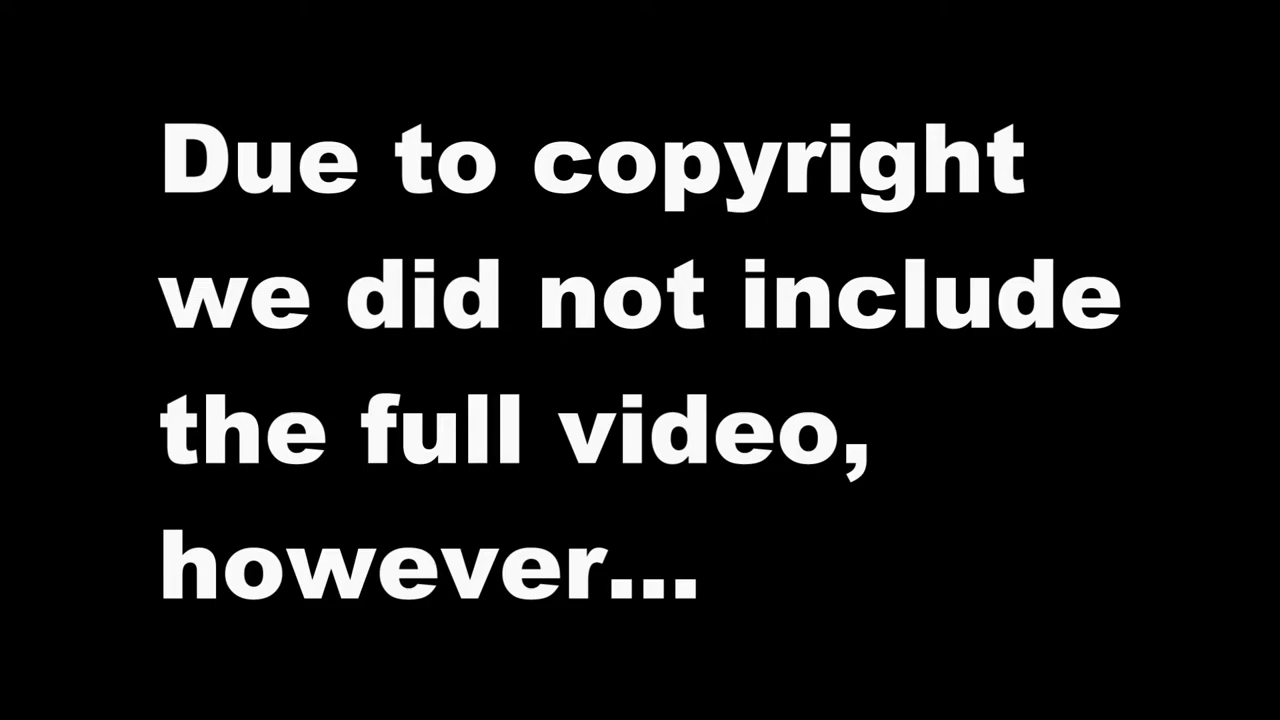 Due to copyright
we did not include
the full video,
however...